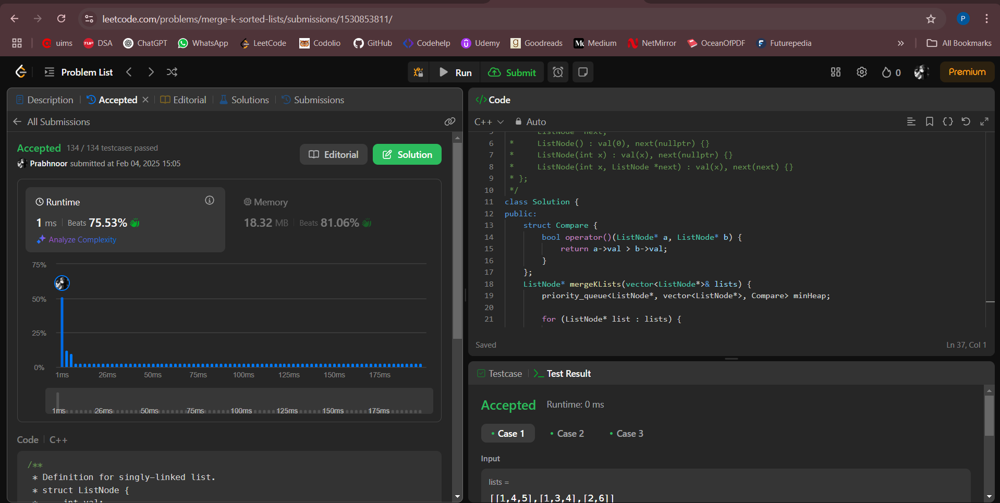 leetcode.com/problems/merge-k-sorted-lists/submissions/1530853811/
P
uims DSA ChatGPT WhatsApp LeetCode Codolio GitHub Codehelp Udemy Goodreads Medium NetMirror OceanOfPDF Futurepedia » All Bookmarks
Problem List Run Submit 0 Premium
Description Accepted Editorial Solutions Submissions
All Submissions
Accepted 134 / 134 testcases passed
Prabhnoor submitted at Feb 04, 2025 15:05
Editorial Solution
Runtime
1 ms Beats 75.53%
Analyze Complexity
Memory
18.32 MB Beats 81.06%
75%
50%
25%
0%
1ms 26ms 50ms 75ms 100ms 125ms 150ms 175ms
1ms 26ms 50ms 75ms 100ms 125ms 150ms 175ms
Code C++
/**
* Definition for singly-linked list.
* struct ListNode {
* int val;
</> Code
C++ Auto
5 * ListNode *next;
6 * ListNode() : val(0), next(nullptr) {}
7 * ListNode(int x) : val(x), next(nullptr) {}
8 * ListNode(int x, ListNode *next) : val(x), next(next) {}
9 * };
10 */
11 class Solution {
12 public:
13 struct Compare {
14 bool operator()(ListNode* a, ListNode* b) {
15 return a->val > b->val;
16 }
17 };
18 ListNode* mergeKLists(vector<ListNode*>& lists) {
19 priority_queue<ListNode*, vector<ListNode*>, Compare> minHeap;
20
21 for (ListNode* list : lists) {
Saved Ln 37, Col 1
Testcase Test Result
Accepted Runtime: 0 ms
Case 1 Case 2 Case 3
Input
lists =
[[1,4,5],[1,3,4],[2,6]]